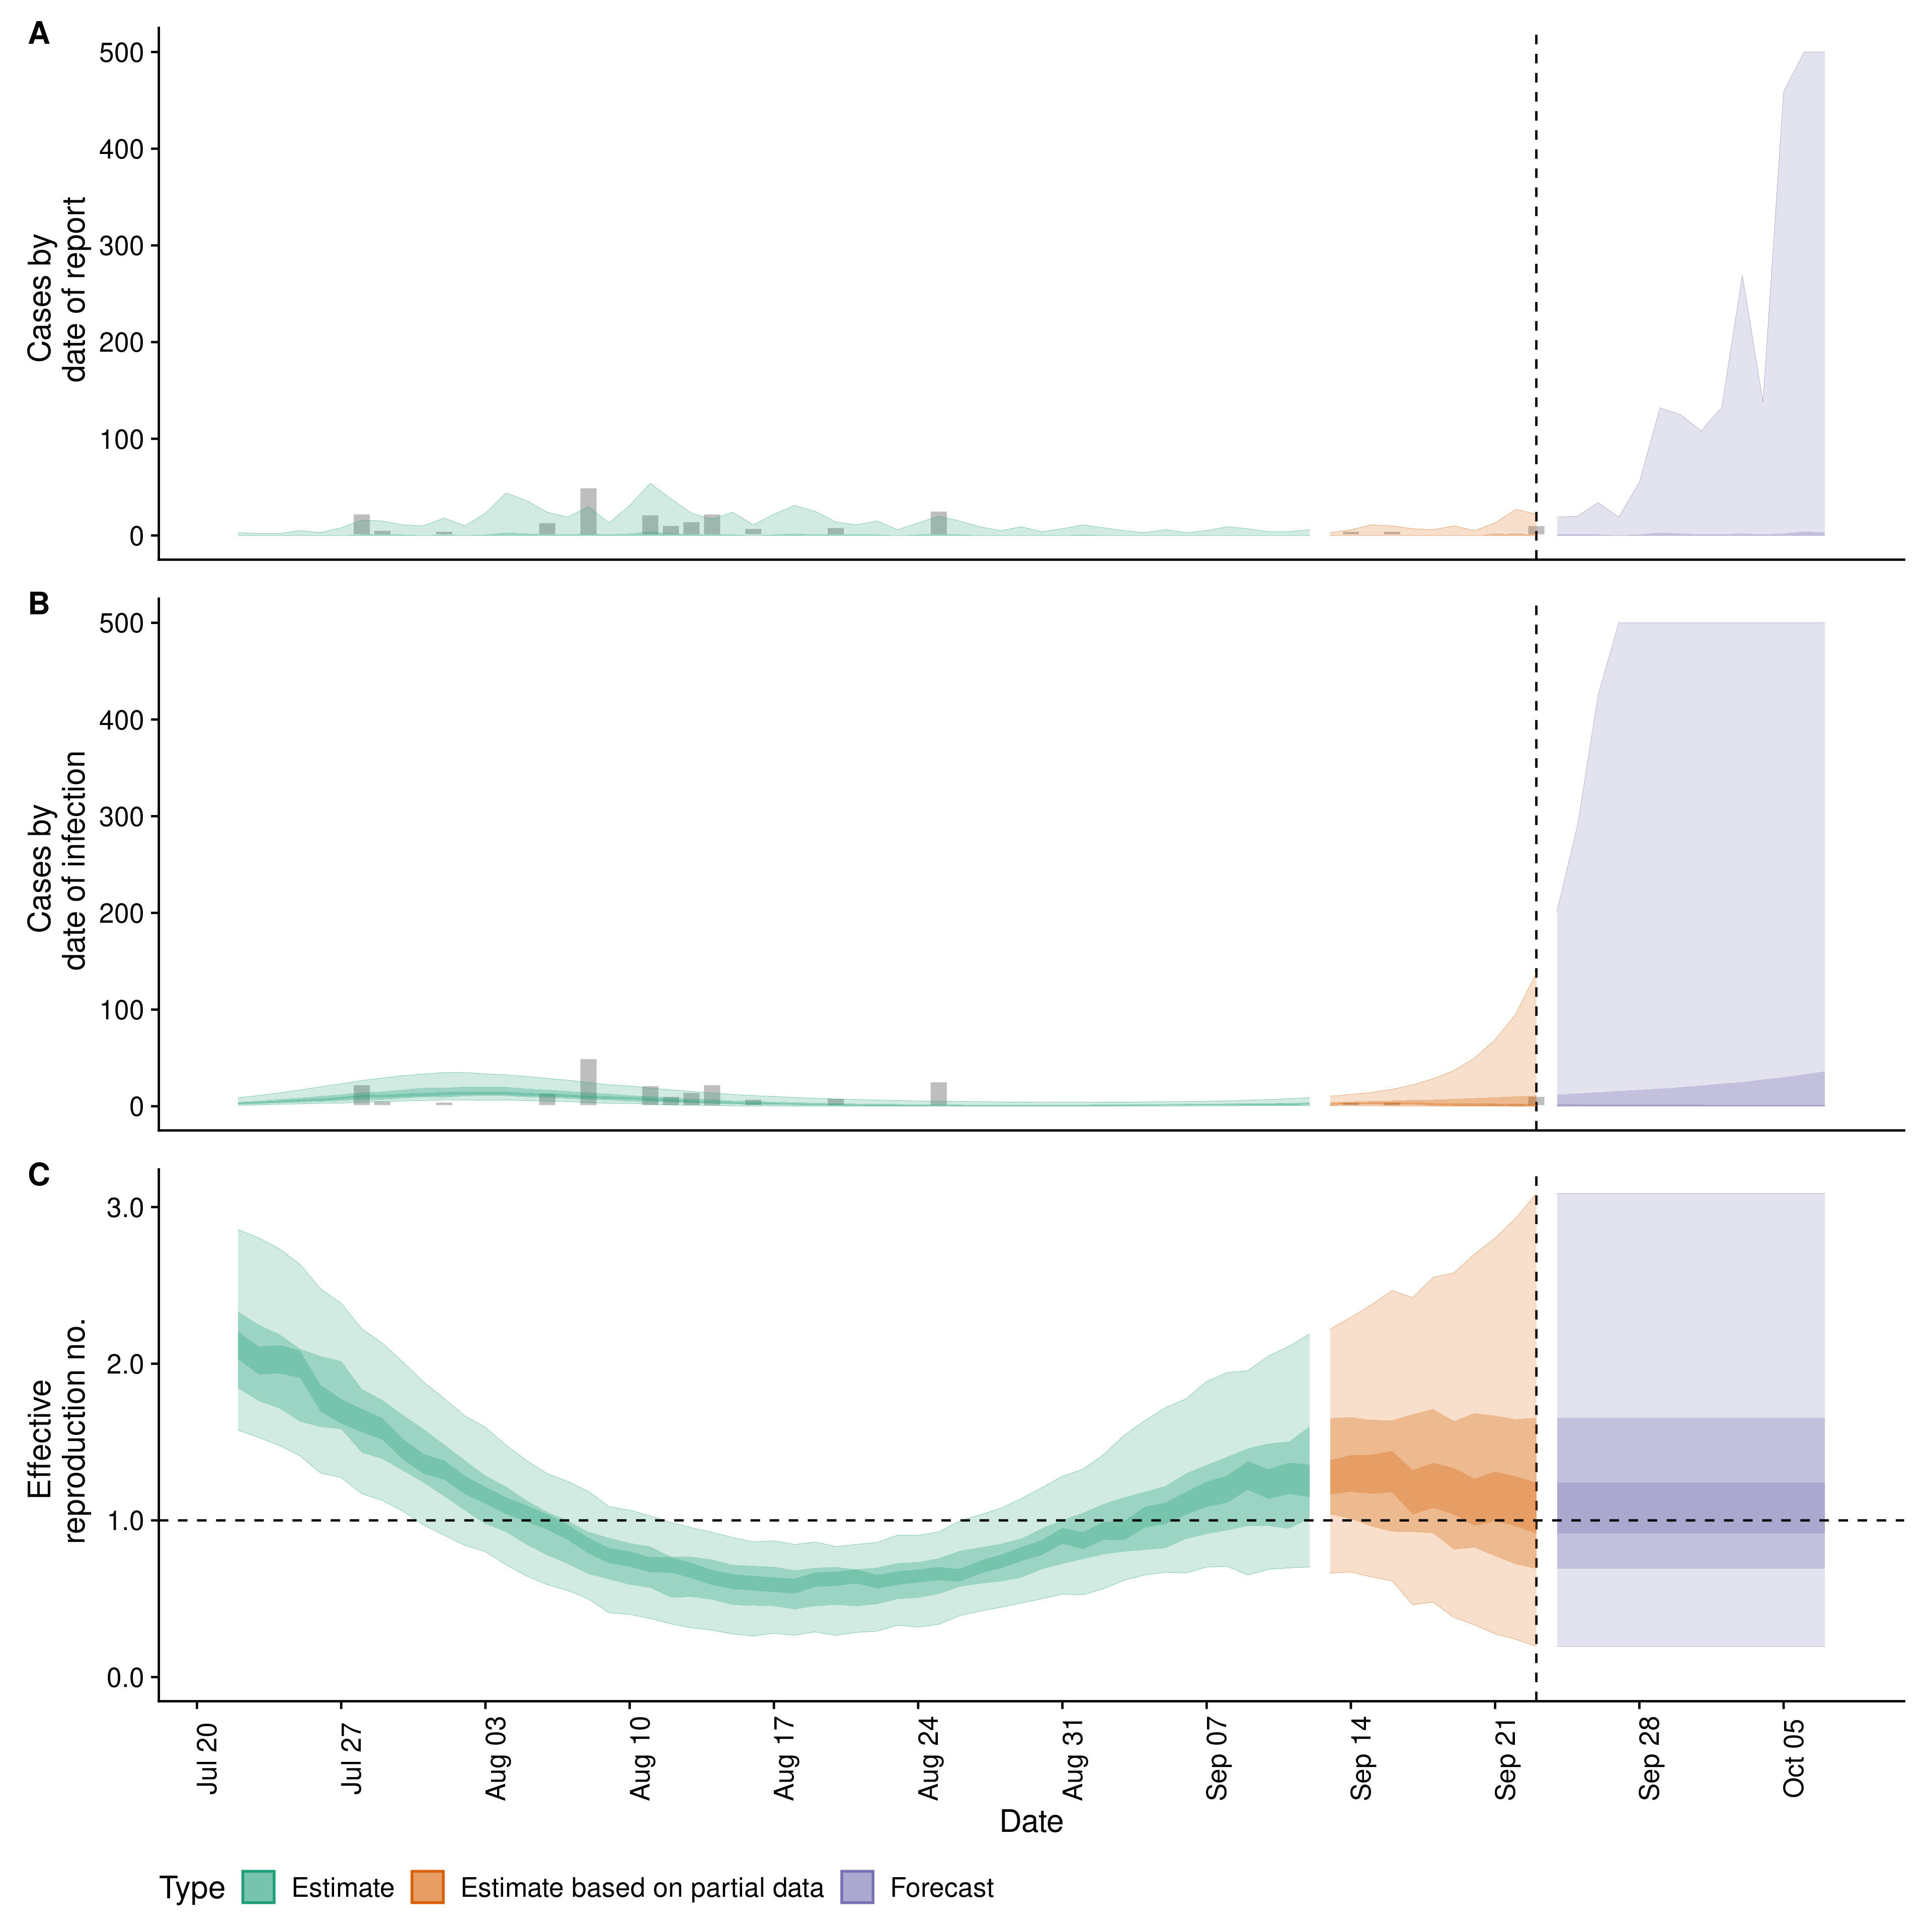 A
500
400
300
200
100
0
Cases by
date of report
B
500
400
300
200
100
0
Cases by
date of infection
C
3.0
2.0
1.0
0.0
Effective
reproduction no.
Jul 20
Jul 27
Aug 03
Aug 10
Aug 17
Aug 24
Aug 31
Sep 07
Sep 14
Sep 21
Sep 28
Oct 05
Date
Type Estimate Estimate based on partial data Forecast